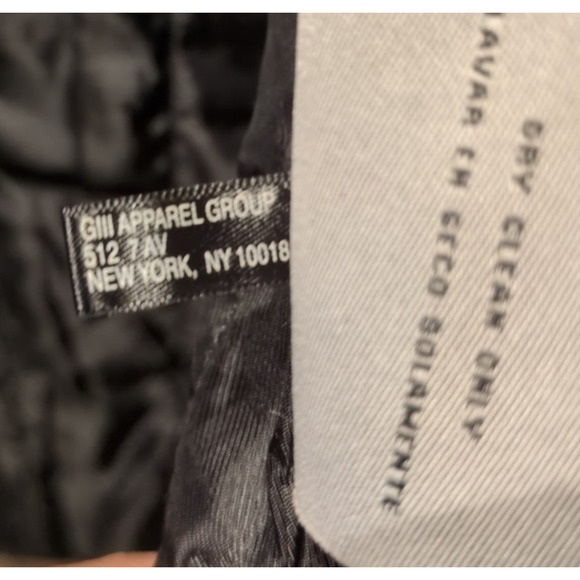 GIII APPAREL GROUP
512 7 AV
NEW YORK, NY 10018
DRY CLEAN ONLY
LAVAR EN SECO SOLAMENTE